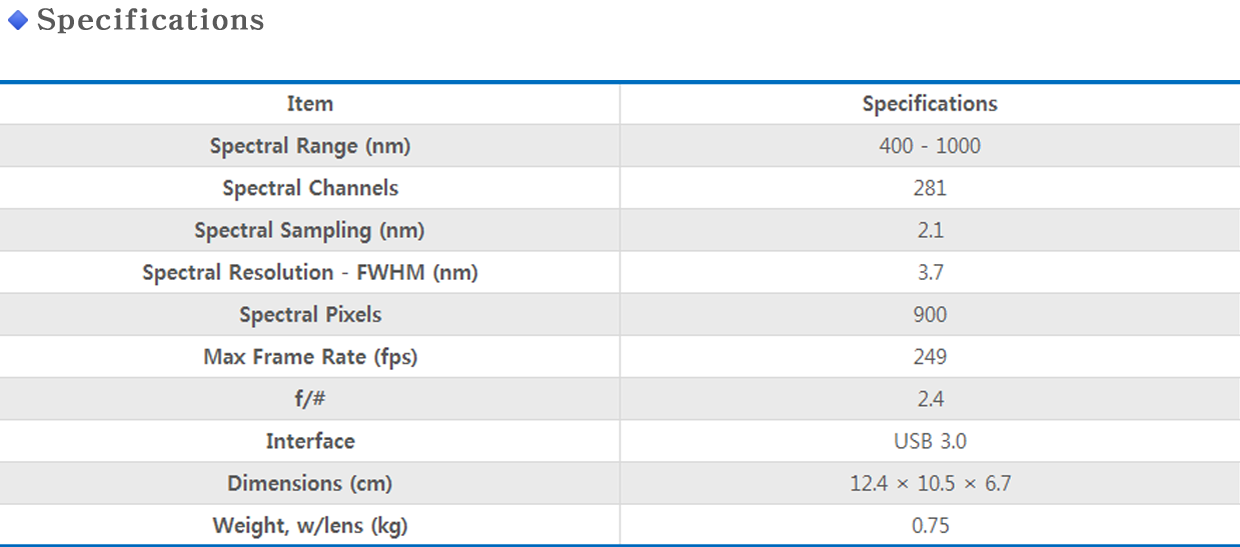 Specifications
Item Specifications
Spectral Range (nm) 400 - 1000
Spectral Channels 281
Spectral Sampling (nm) 2.1
Spectral Resolution - FWHM (nm) 3.7
Spectral Pixels 900
Max Frame Rate (fps) 249
f/# 2.4
Interface USB 3.0
Dimensions (cm) 12.4 × 10.5 × 6.7
Weight, w/lens (kg) 0.75